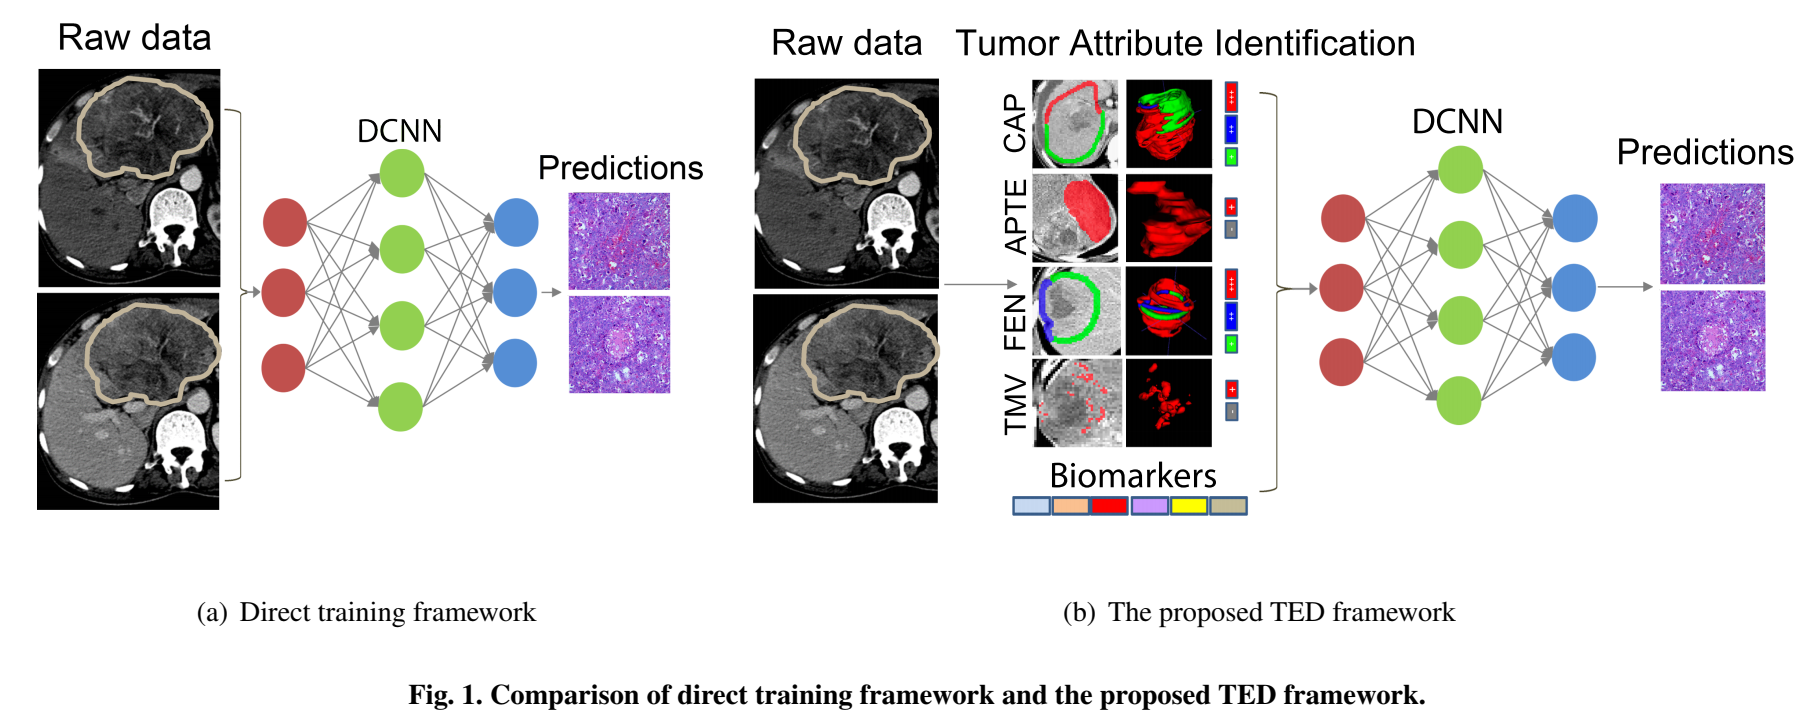 Raw data
DCNN
Predictions
(a) Direct training framework
Raw data
Tumor Attribute Identification
CAP
APTE
FEN
TMV
Biomarkers
DCNN
Predictions
(b) The proposed TED framework
Fig. 1. Comparison of direct training framework and the proposed TED framework.